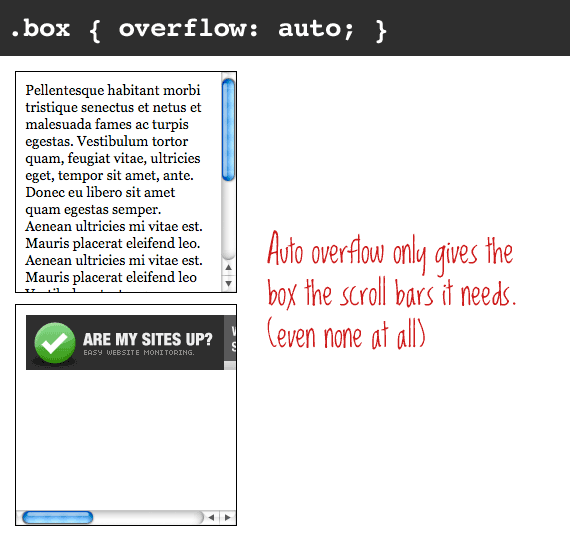 .box { overflow: auto; }
Pellentesque habitant morbi
tristique senectus et netus et
malesuada fames ac turpis
egestas. Vestibulum tortor
quam, feugiat vitae, ultricies
eget, tempor sit amet, ante.
Donec eu libero sit amet
quam egestas semper.
Aenean ultricies mi vitae est.
Mauris placerat eleifend leo.
Aenean ultricies mi vitae est.
Mauris placerat eleifend leo
Auto overflow only gives the
box the scroll bars it needs.
(even none at all)
ARE MY SITES UP?
EASY WEBSITE MONITORING.